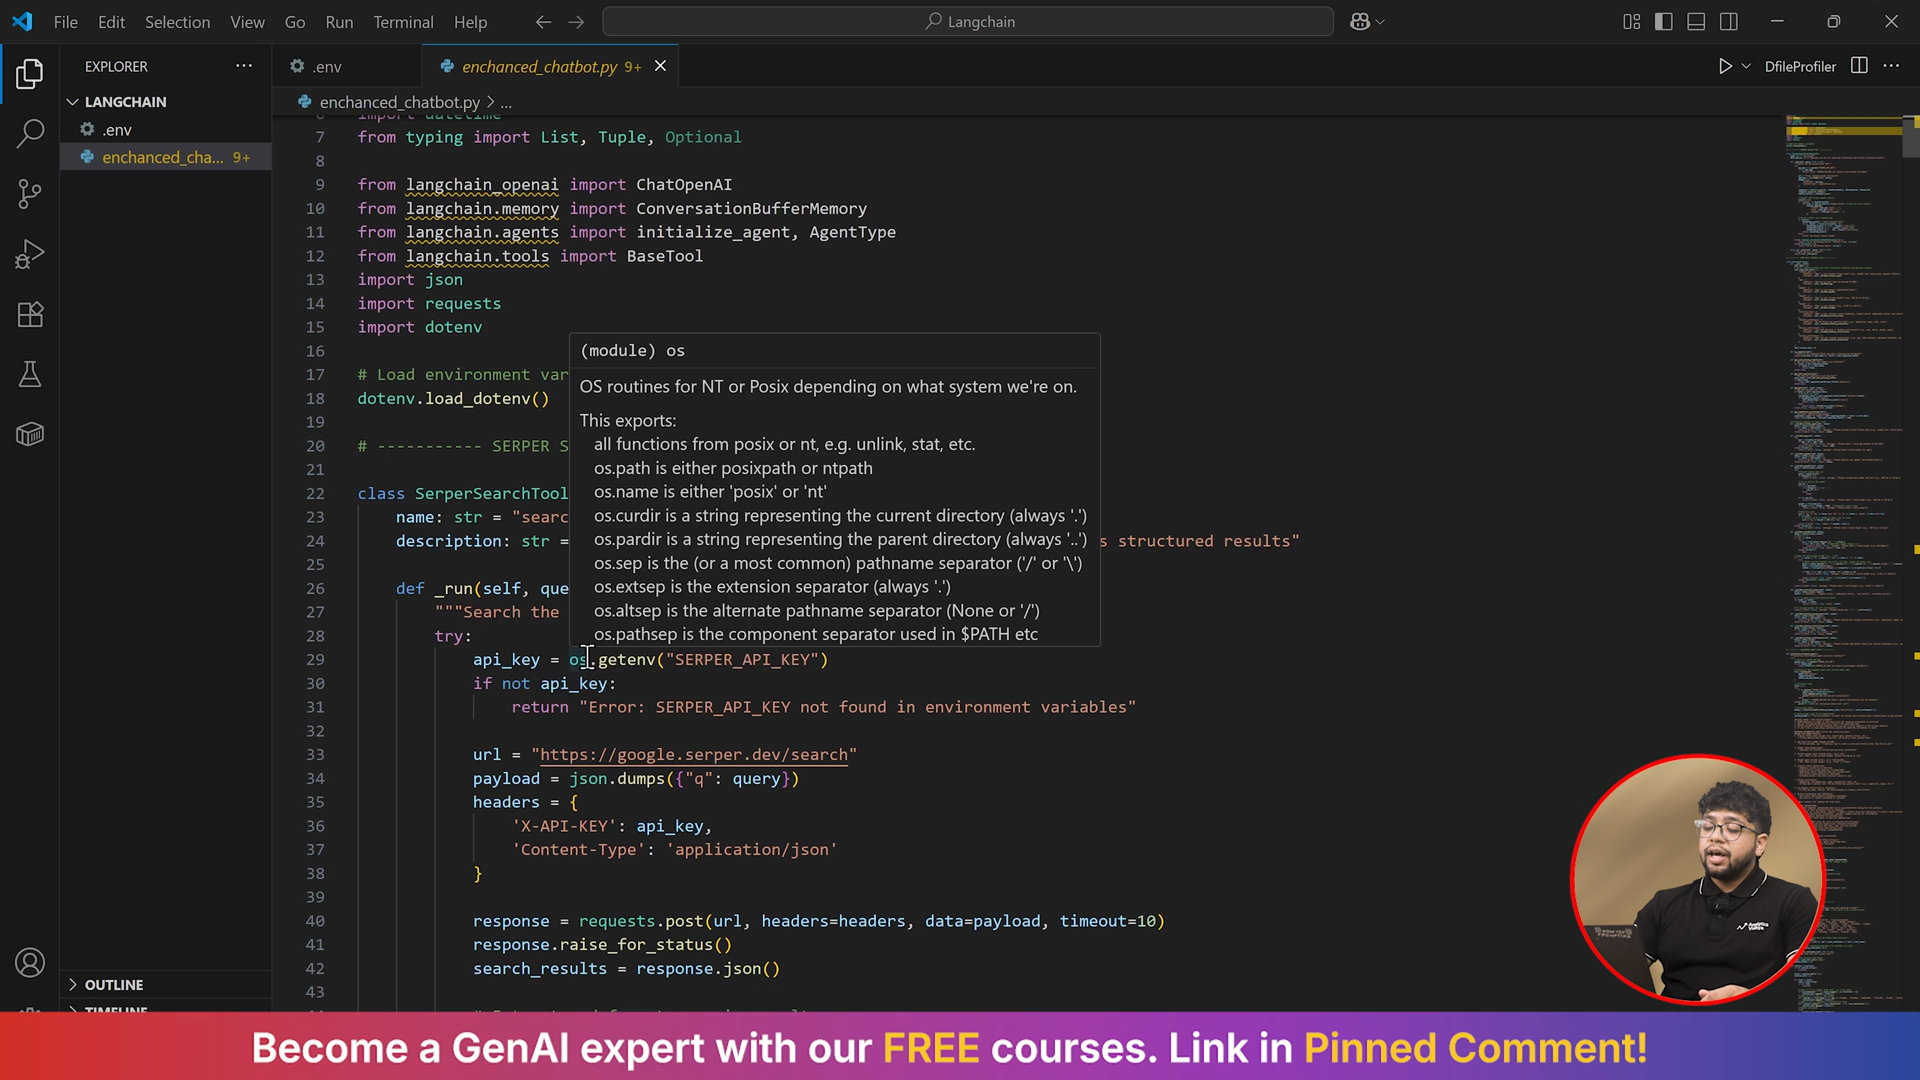 File Edit Selection View Go Run Terminal Help
Langchain
EXPLORER
.env
enchanced_chatbot.py 9+
DfileProfiler
LANGCHAIN
enchanced_chatbot.py > ...
.env
enchanced_cha... 9+
6 import datetime
7 from typing import List, Tuple, Optional
8
9 from langchain_openai import ChatOpenAI
10 from langchain.memory import ConversationBufferMemory
11 from langchain.agents import initialize_agent, AgentType
12 from langchain.tools import BaseTool
13 import json
14 import requests
15 import dotenv
16
(module) os
17 # Load environment var
OS routines for NT or Posix depending on what system we're on.
18 dotenv.load_dotenv()
19
This exports:
20 # ----------- SERPER S
all functions from posix or nt, e.g. unlink, stat, etc.
21
os.path is either posixpath or ntpath
22 class SerperSearchTool
os.name is either 'posix' or 'nt'
23 name: str = "searc
os.curdir is a string representing the current directory (always '.')
24 description: str =
os.pardir is a string representing the parent directory (always '..')
s structured results"
25
os.sep is the (or a most common) pathname separator ('/' or '\')
26 def _run(self, que
os.extsep is the extension separator (always '.')
27 """Search the
os.altsep is the alternate pathname separator (None or '/')
28 try:
os.pathsep is the component separator used in $PATH etc
29 api_key = os.getenv("SERPER_API_KEY")
30 if not api_key:
31 return "Error: SERPER_API_KEY not found in environment variables"
32
33 url = "https://google.serper.dev/search"
34 payload = json.dumps({"q": query})
35 headers = {
36 'X-API-KEY': api_key,
37 'Content-Type': 'application/json'
38 }
39
40 response = requests.post(url, headers=headers, data=payload, timeout=10)
41 response.raise_for_status()
42 search_results = response.json()
43
OUTLINE
TIMELINE
Analytics Vidhya
Become a GenAI expert with our FREE courses. Link in Pinned Comment!